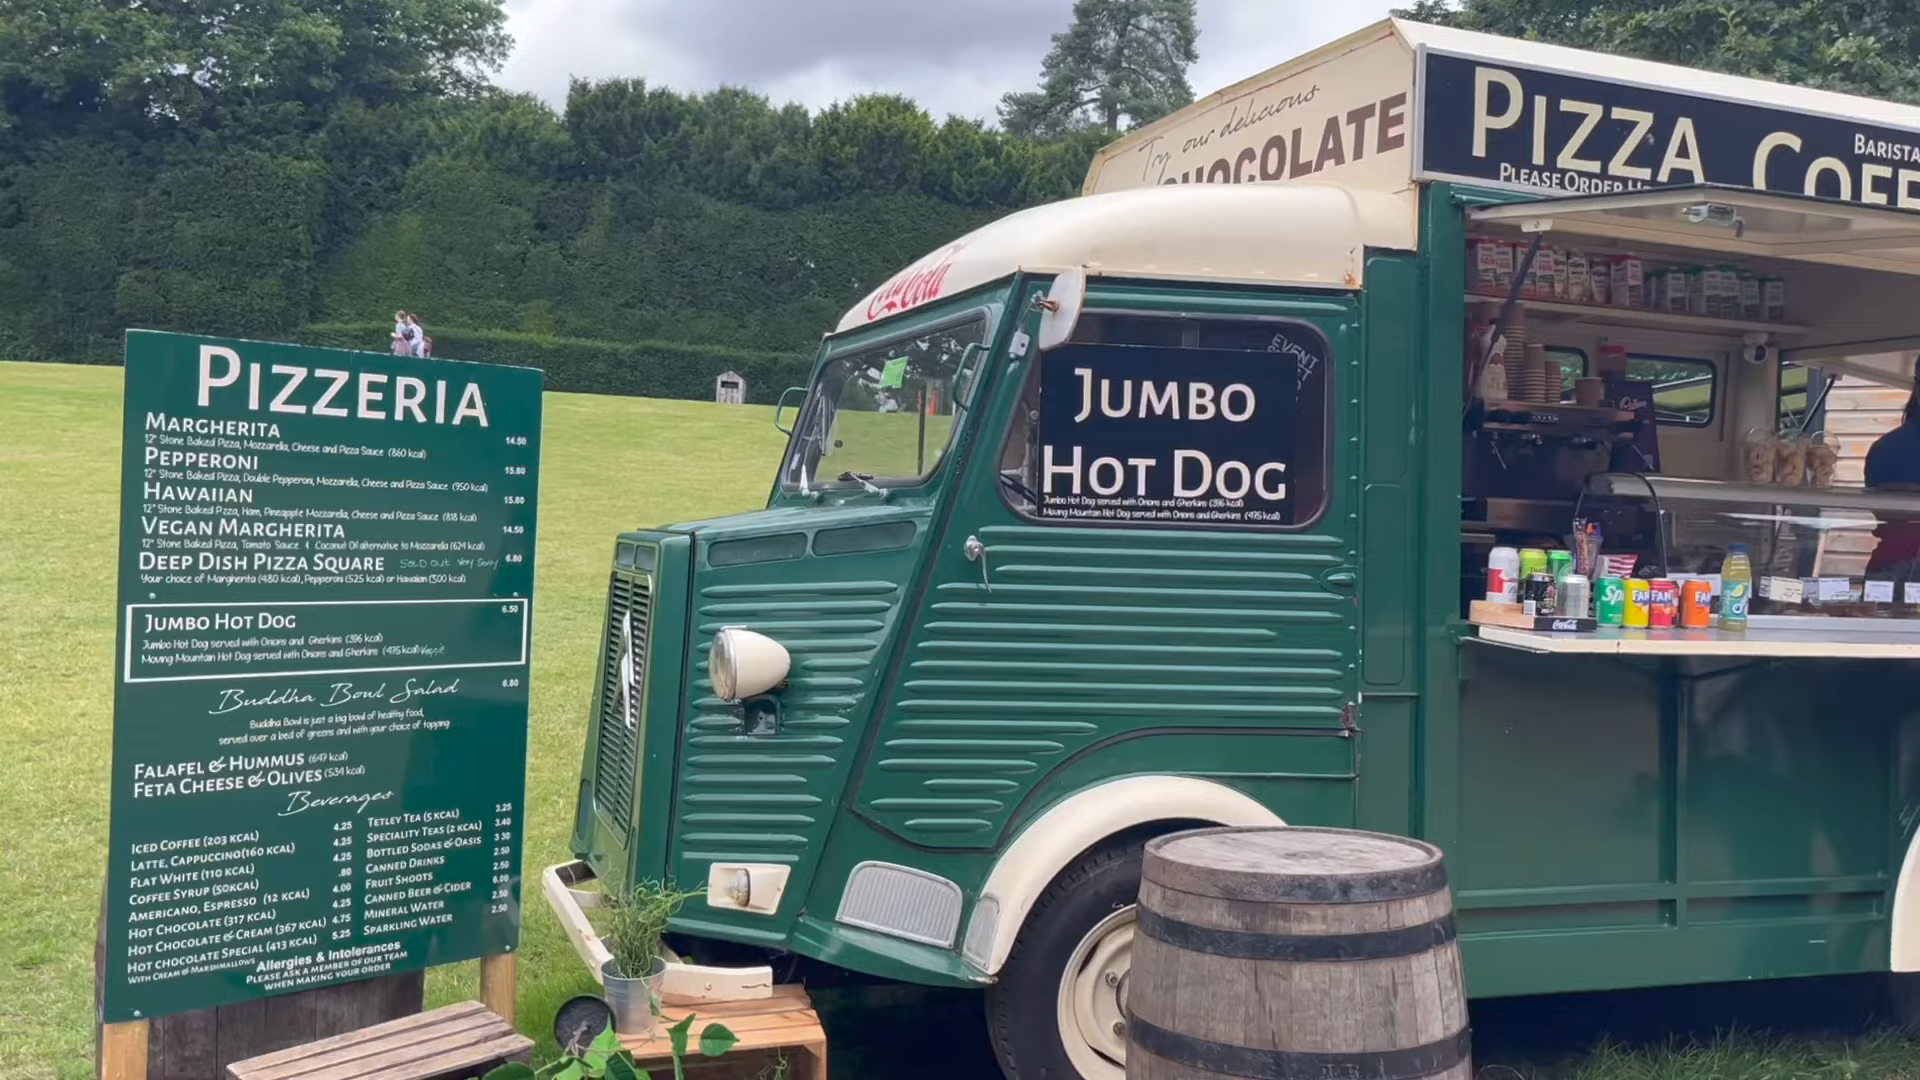 PIZZERIA
MARGHERITA
12" Stone Baked Pizza, Mozzarella, Cheese and Pizza Sauce (860 kcal) 14.50
PEPPERONI
12" Stone Baked Pizza, Double Pepperoni, Mozzarella, Cheese and Pizza Sauce (950 kcal) 15.80
HAWAIIAN
12" Stone Baked Pizza, Ham, Pineapple Mozzarella, Cheese and Pizza Sauce (818 kcal) 15.80
VEGAN MARGHERITA 14.50
12" Stone Baked Pizza, Tomato Sauce & Coconut Oil alternative to Mozzarella (624 kcal)
DEEP DISH PIZZA SQUARE SOLD OUT Very Sorry 6.80
Your choice of Margherita (480 kcal), Pepperoni (525 kcal) or Hawaiian (500 kcal)
JUMBO HOT DOG 6.50
Jumbo Hot Dog served with Onions and Gherkins (396 kcal)
Moving Mountain Hot Dog served with Onions and Gherkins (475 kcal) Veggie
Buddha Bowl Salad 6.80
Buddha Bowl is just a big bowl of healthy food,
served over a bed of greens and with your choice of topping
FALAFEL & HUMMUS (647 kcal)
FETA CHEESE & OLIVES (534 kcal)
Beverages
ICED COFFEE (203 KCAL) 4.25
LATTE, CAPPUCCINO (160 KCAL) 4.25
FLAT WHITE (110 KCAL) 4.25
COFFEE SYRUP (50KCAL) .80
AMERICANO, ESPRESSO (12 KCAL) 4.00
HOT CHOCOLATE (317 KCAL) 4.25
HOT CHOCOLATE & CREAM (367 KCAL) 4.75
HOT CHOCOLATE SPECIAL (413 KCAL) 5.25
WITH CREAM & MARSHMALLOWS
TETLEY TEA (5 KCAL) 3.25
SPECIALITY TEAS (2 KCAL) 3.40
BOTTLED SODAS & OASIS 3.30
CANNED DRINKS 2.50
FRUIT SHOOTS 2.50
CANNED BEER & CIDER 6.00
MINERAL WATER 2.50
SPARKLING WATER 2.50
Allergies & Intolerances
PLEASE ASK A MEMBER OF OUR TEAM
WHEN MAKING YOUR ORDER
Try our delicious
CHOCOLATE
Coca-Cola
JUMBO
HOT DOG
Jumbo Hot Dog served with Onions and Gherkins (396 kcal)
Moving Mountain Hot Dog served with Onions and Gherkins (475 kcal)
EVENT
PIZZA COFF
BARISTA
PLEASE ORDER
Sp
FAN
FAN
FAN
Coca-Cola